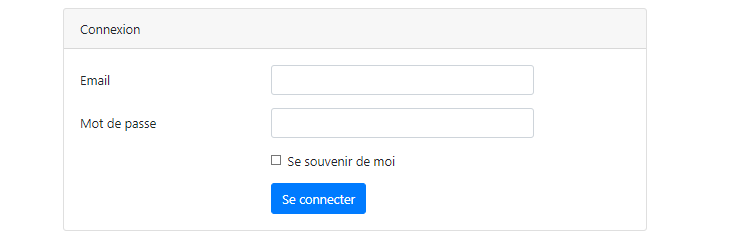 Connexion
Email
Mot de passe
Se souvenir de moi
Se connecter